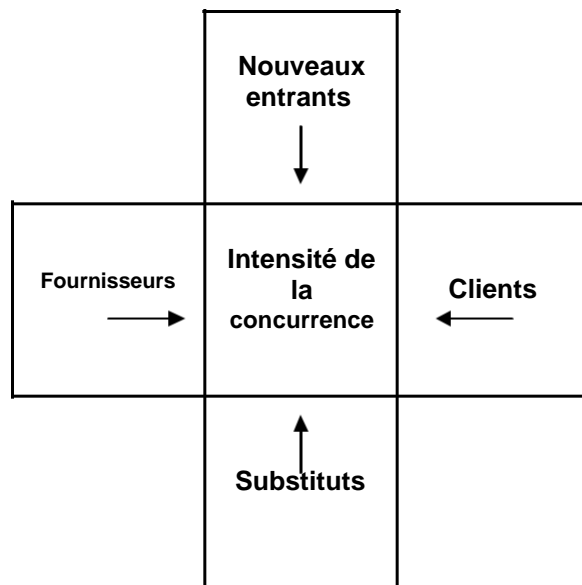 Nouveaux
entrants
Fournisseurs
Intensité de
la
concurrence
Clients
Substituts